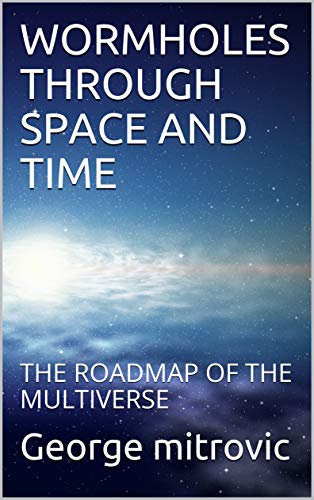 WORMHOLES
THROUGH
SPACE AND
TIME
THE ROADMAP OF THE
MULTIVERSE
George mitrovic